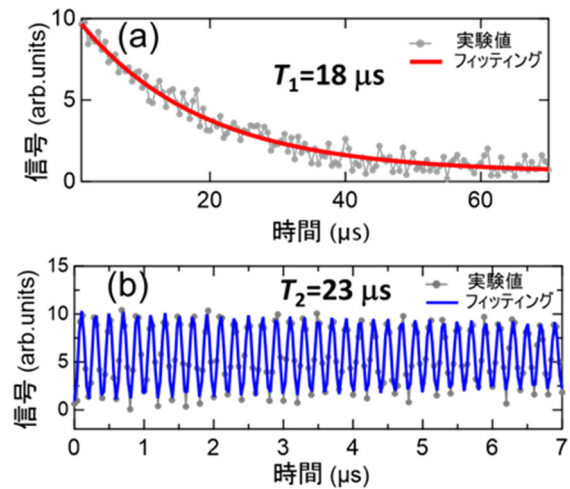 (a)
T1=18 μs
実験値
フィッティング
信号 (arb.units)
10
5
0
20
40
60
時間 (μs)
(b)
T2=23 μs
実験値
フィッティング
信号 (arb.units)
15
10
5
0
0
1
2
3
4
5
6
7
時間 (μs)